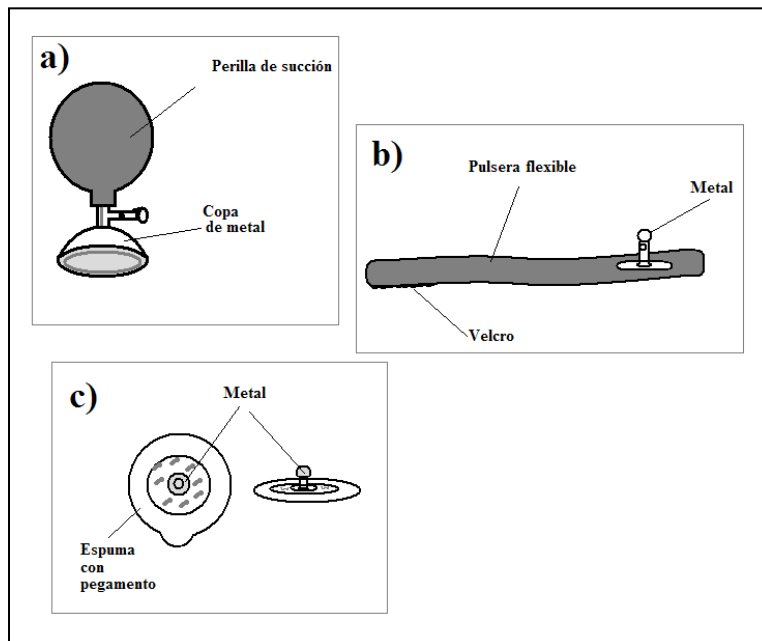 a)
Perilla de succión
Copa
de metal
b)
Pulsera flexible
Metal
Velcro
c)
Metal
Espuma
con
pegamento